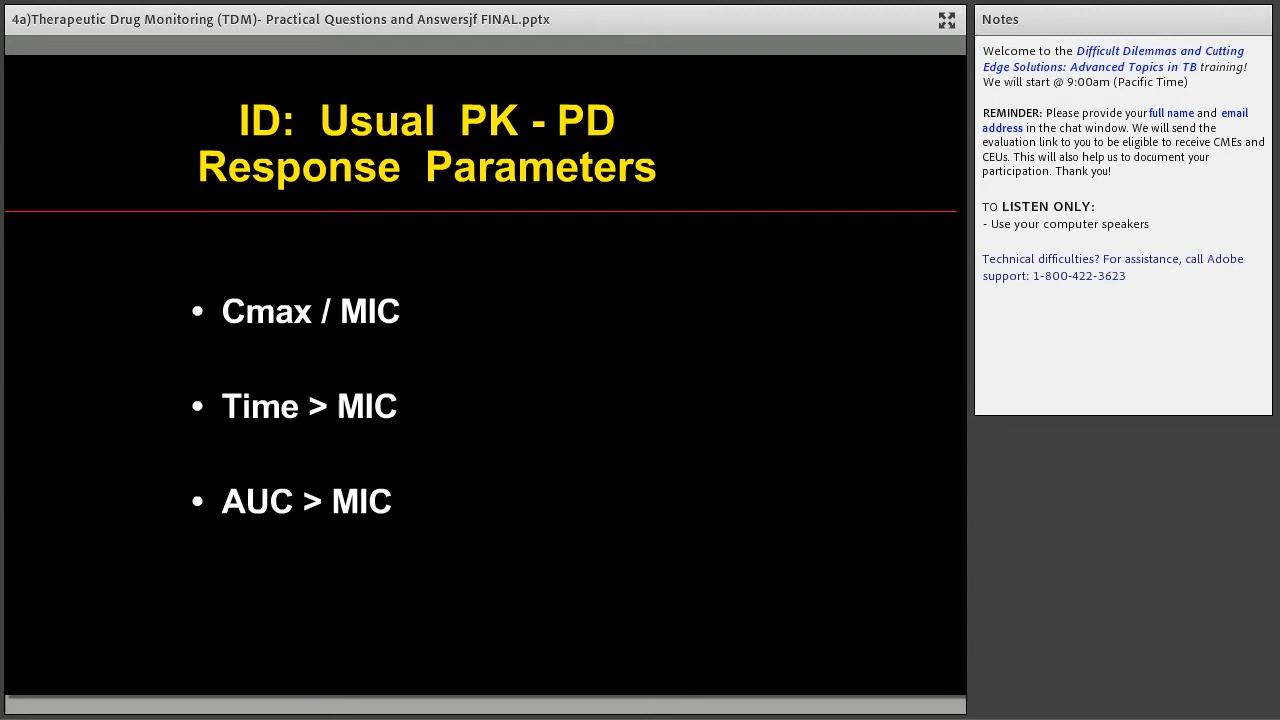 4a)Therapeutic Drug Monitoring (TDM)- Practical Questions and Answersjf FINAL.pptx
ID: Usual PK - PD
Response Parameters
• Cmax / MIC
• Time > MIC
• AUC > MIC
Notes
Welcome to the Difficult Dilemmas and Cutting
Edge Solutions: Advanced Topics in TB training!
We will start @ 9:00am (Pacific Time)
REMINDER: Please provide your full name and email
address in the chat window. We will send the
evaluation link to you to be eligible to receive CMEs and
CEUs. This will also help us to document your
participation. Thank you!
TO LISTEN ONLY:
- Use your computer speakers
Technical difficulties? For assistance, call Adobe
support: 1-800-422-3623